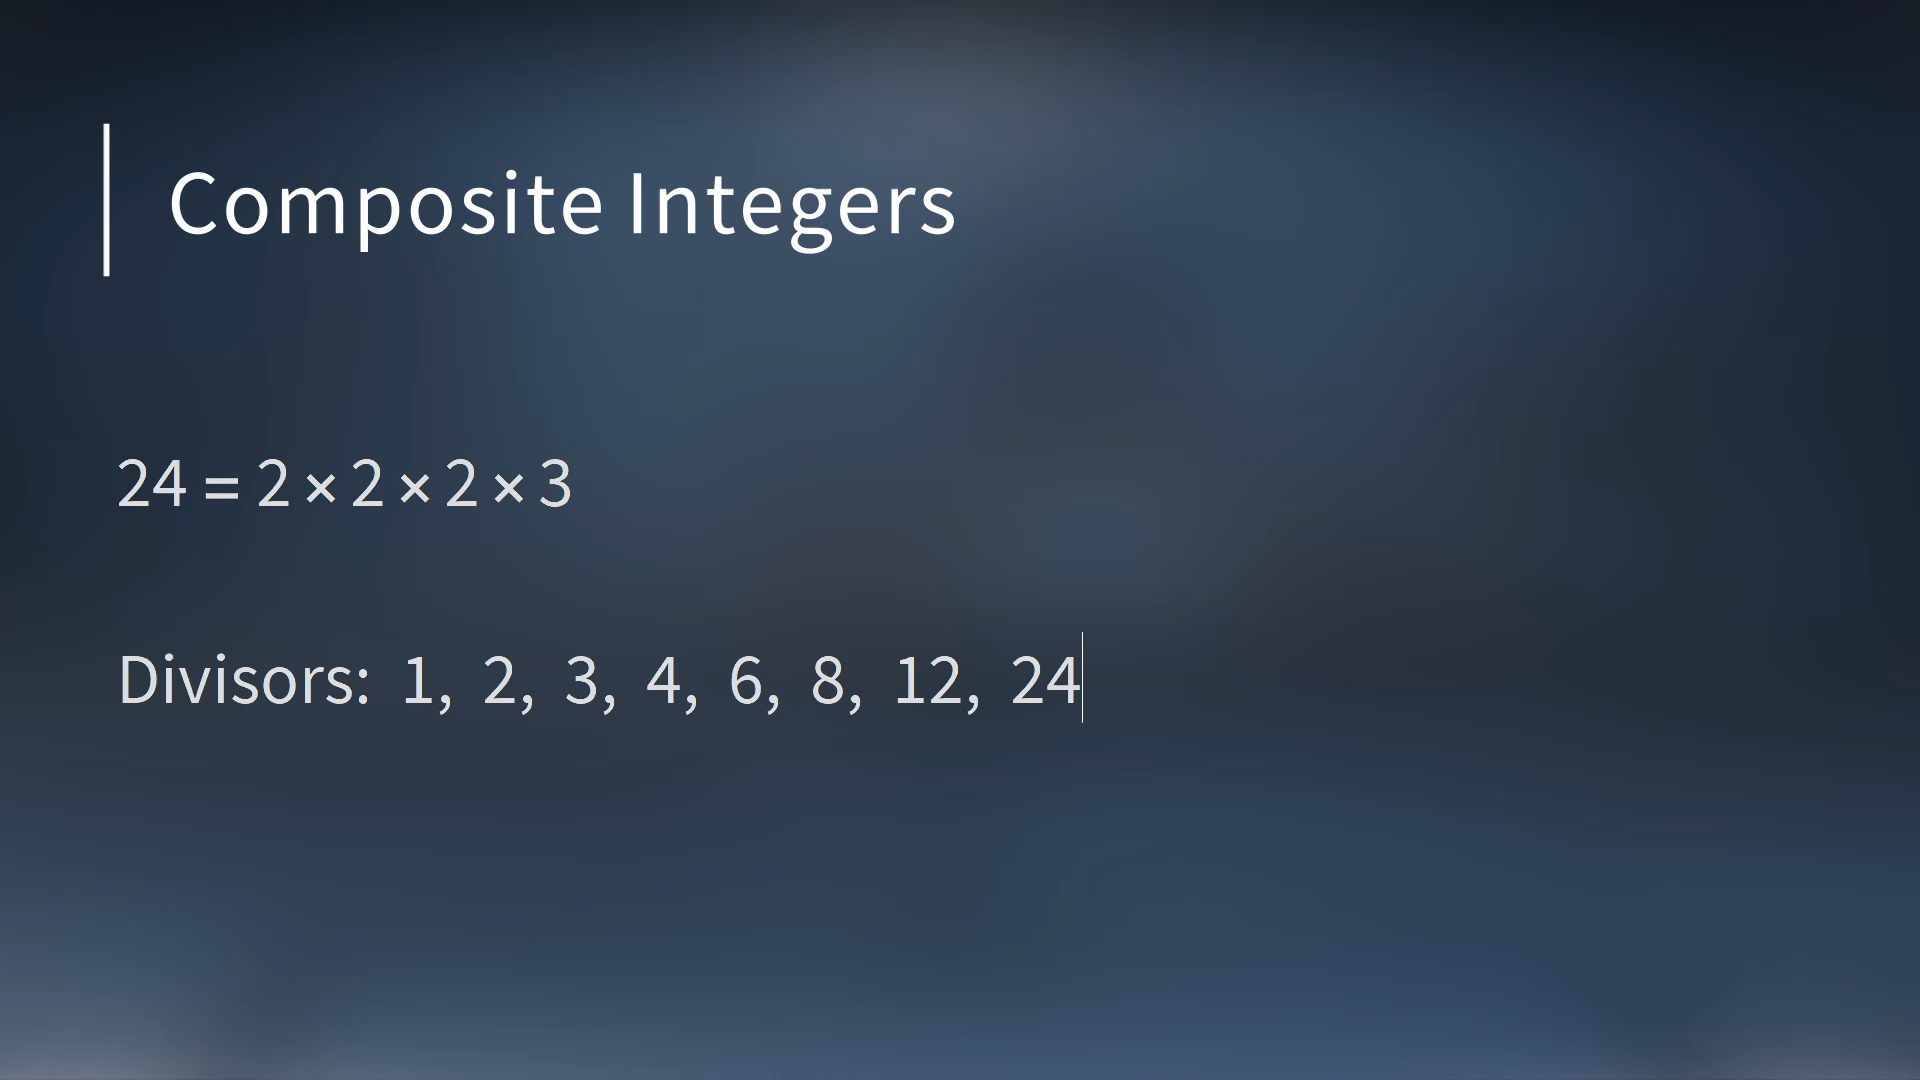 Composite Integers
24 = 2 × 2 × 2 × 3
Divisors: 1, 2, 3, 4, 6, 8, 12, 24